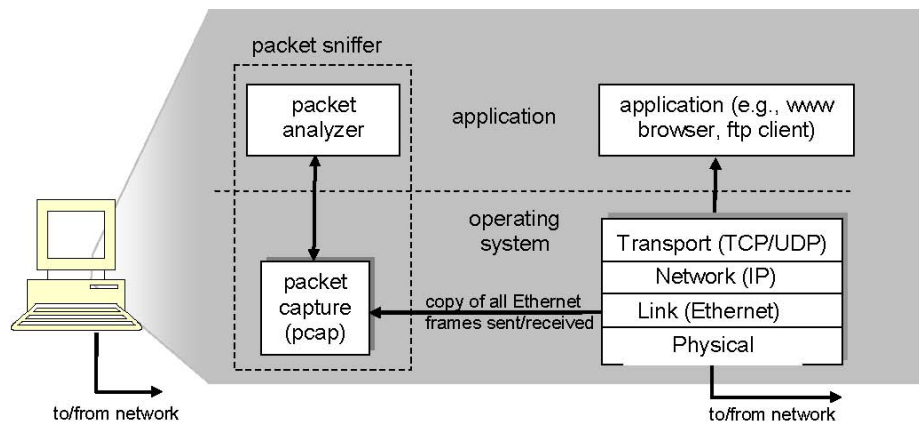 packet sniffer
packet
analyzer
application
application (e.g., www
browser, ftp client)
operating
system
packet
capture
(pcap)
copy of all Ethernet
frames sent/received
Transport (TCP/UDP)
Network (IP)
Link (Ethernet)
Physical
to/from network
to/from network